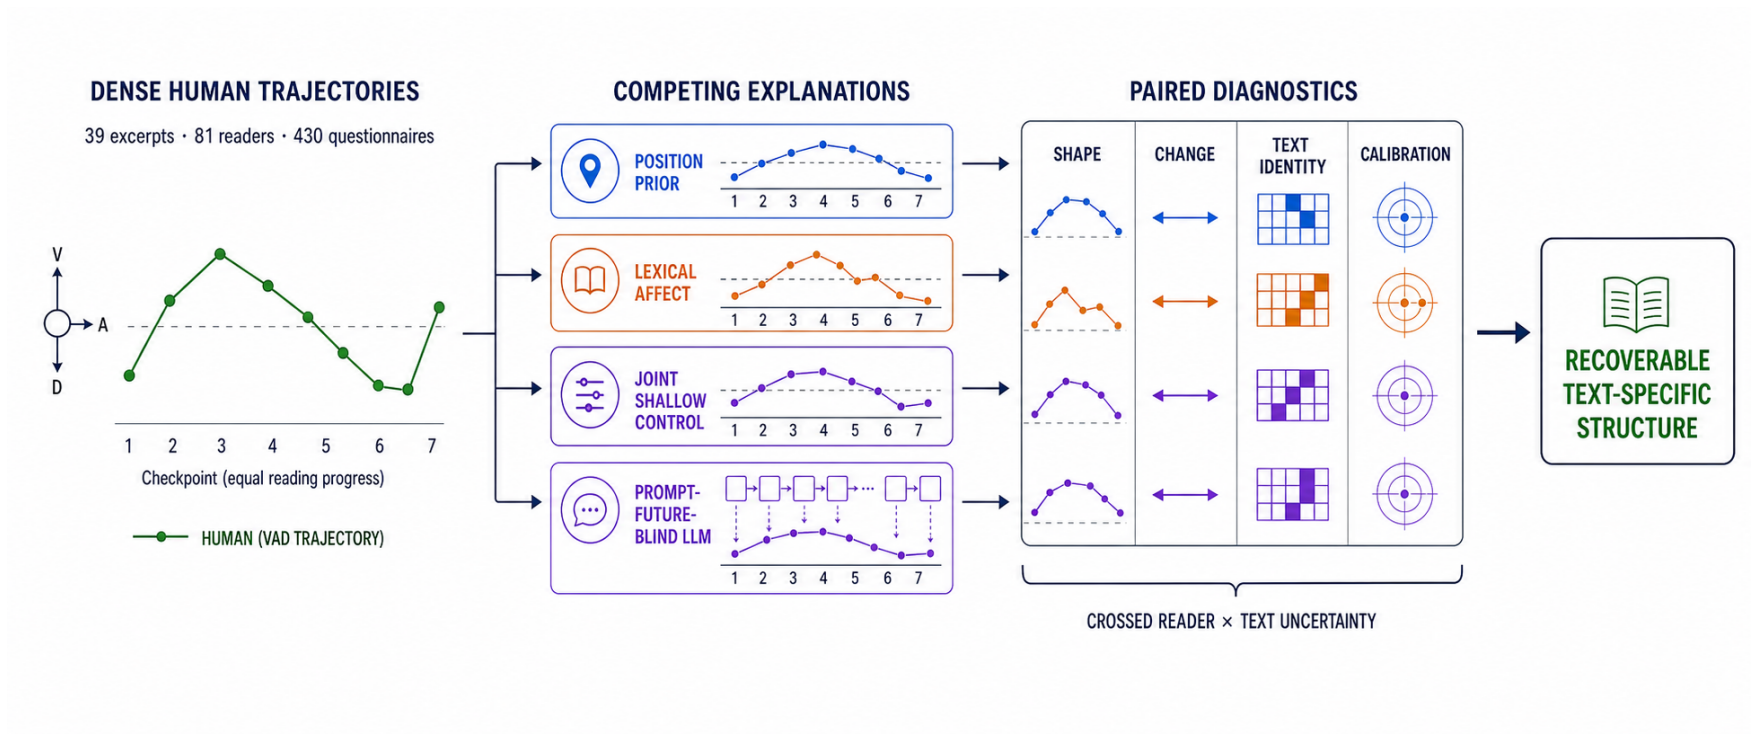 DENSE HUMAN TRAJECTORIES
39 excerpts · 81 readers · 430 questionnaires
V
A
D
1 2 3 4 5 6 7
Checkpoint (equal reading progress)
HUMAN (VAD TRAJECTORY)
COMPETING EXPLANATIONS
POSITION
PRIOR
1 2 3 4 5 6 7
LEXICAL
AFFECT
1 2 3 4 5 6 7
JOINT
SHALLOW
CONTROL
1 2 3 4 5 6 7
PROMPT-
FUTURE-
BLIND LLM
1 2 3 4 5 6 7
PAIRED DIAGNOSTICS
SHAPE
CHANGE
TEXT
IDENTITY
CALIBRATION
CROSSED READER × TEXT UNCERTAINTY
RECOVERABLE
TEXT-SPECIFIC
STRUCTURE